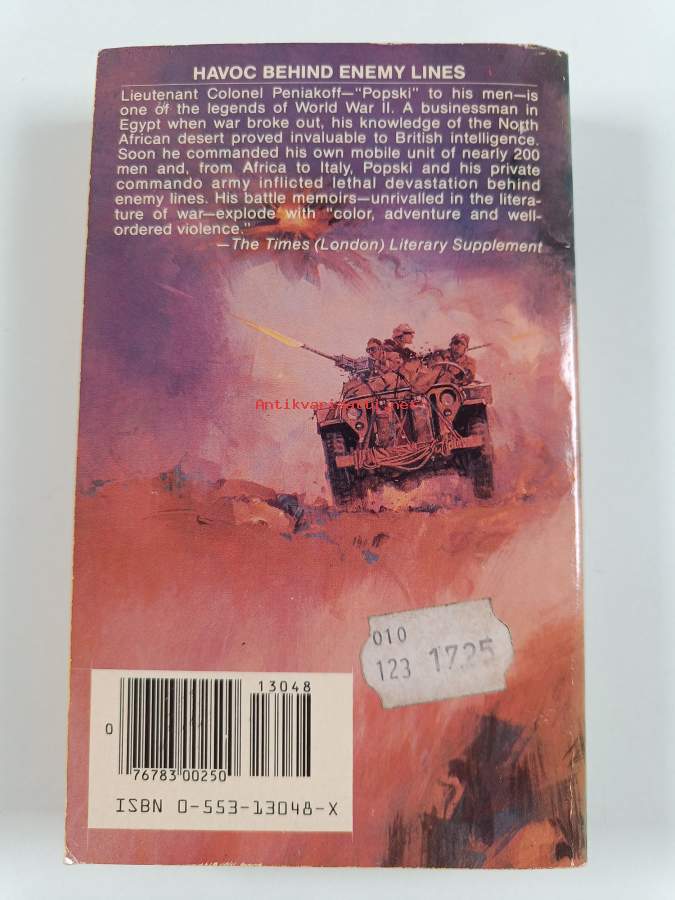 HAVOC BEHIND ENEMY LINES
Lieutenant Colonel Peniakoff—"Popski" to his men—is
one of the legends of World War II. A businessman in
Egypt when war broke out, his knowledge of the North
African desert proved invaluable to British intelligence.
Soon he commanded his own mobile unit of nearly 200
men and, from Africa to Italy, Popski and his private
commando army inflicted lethal devastation behind
enemy lines. His battle memoirs—unrivalled in the litera-
ture of war—explode with "color, adventure and well-
ordered violence."
—The Times (London) Literary Supplement
Antikvariaatti.net
010
123 17.25
13048
0
76783 00250
ISBN 0-553-13048-X